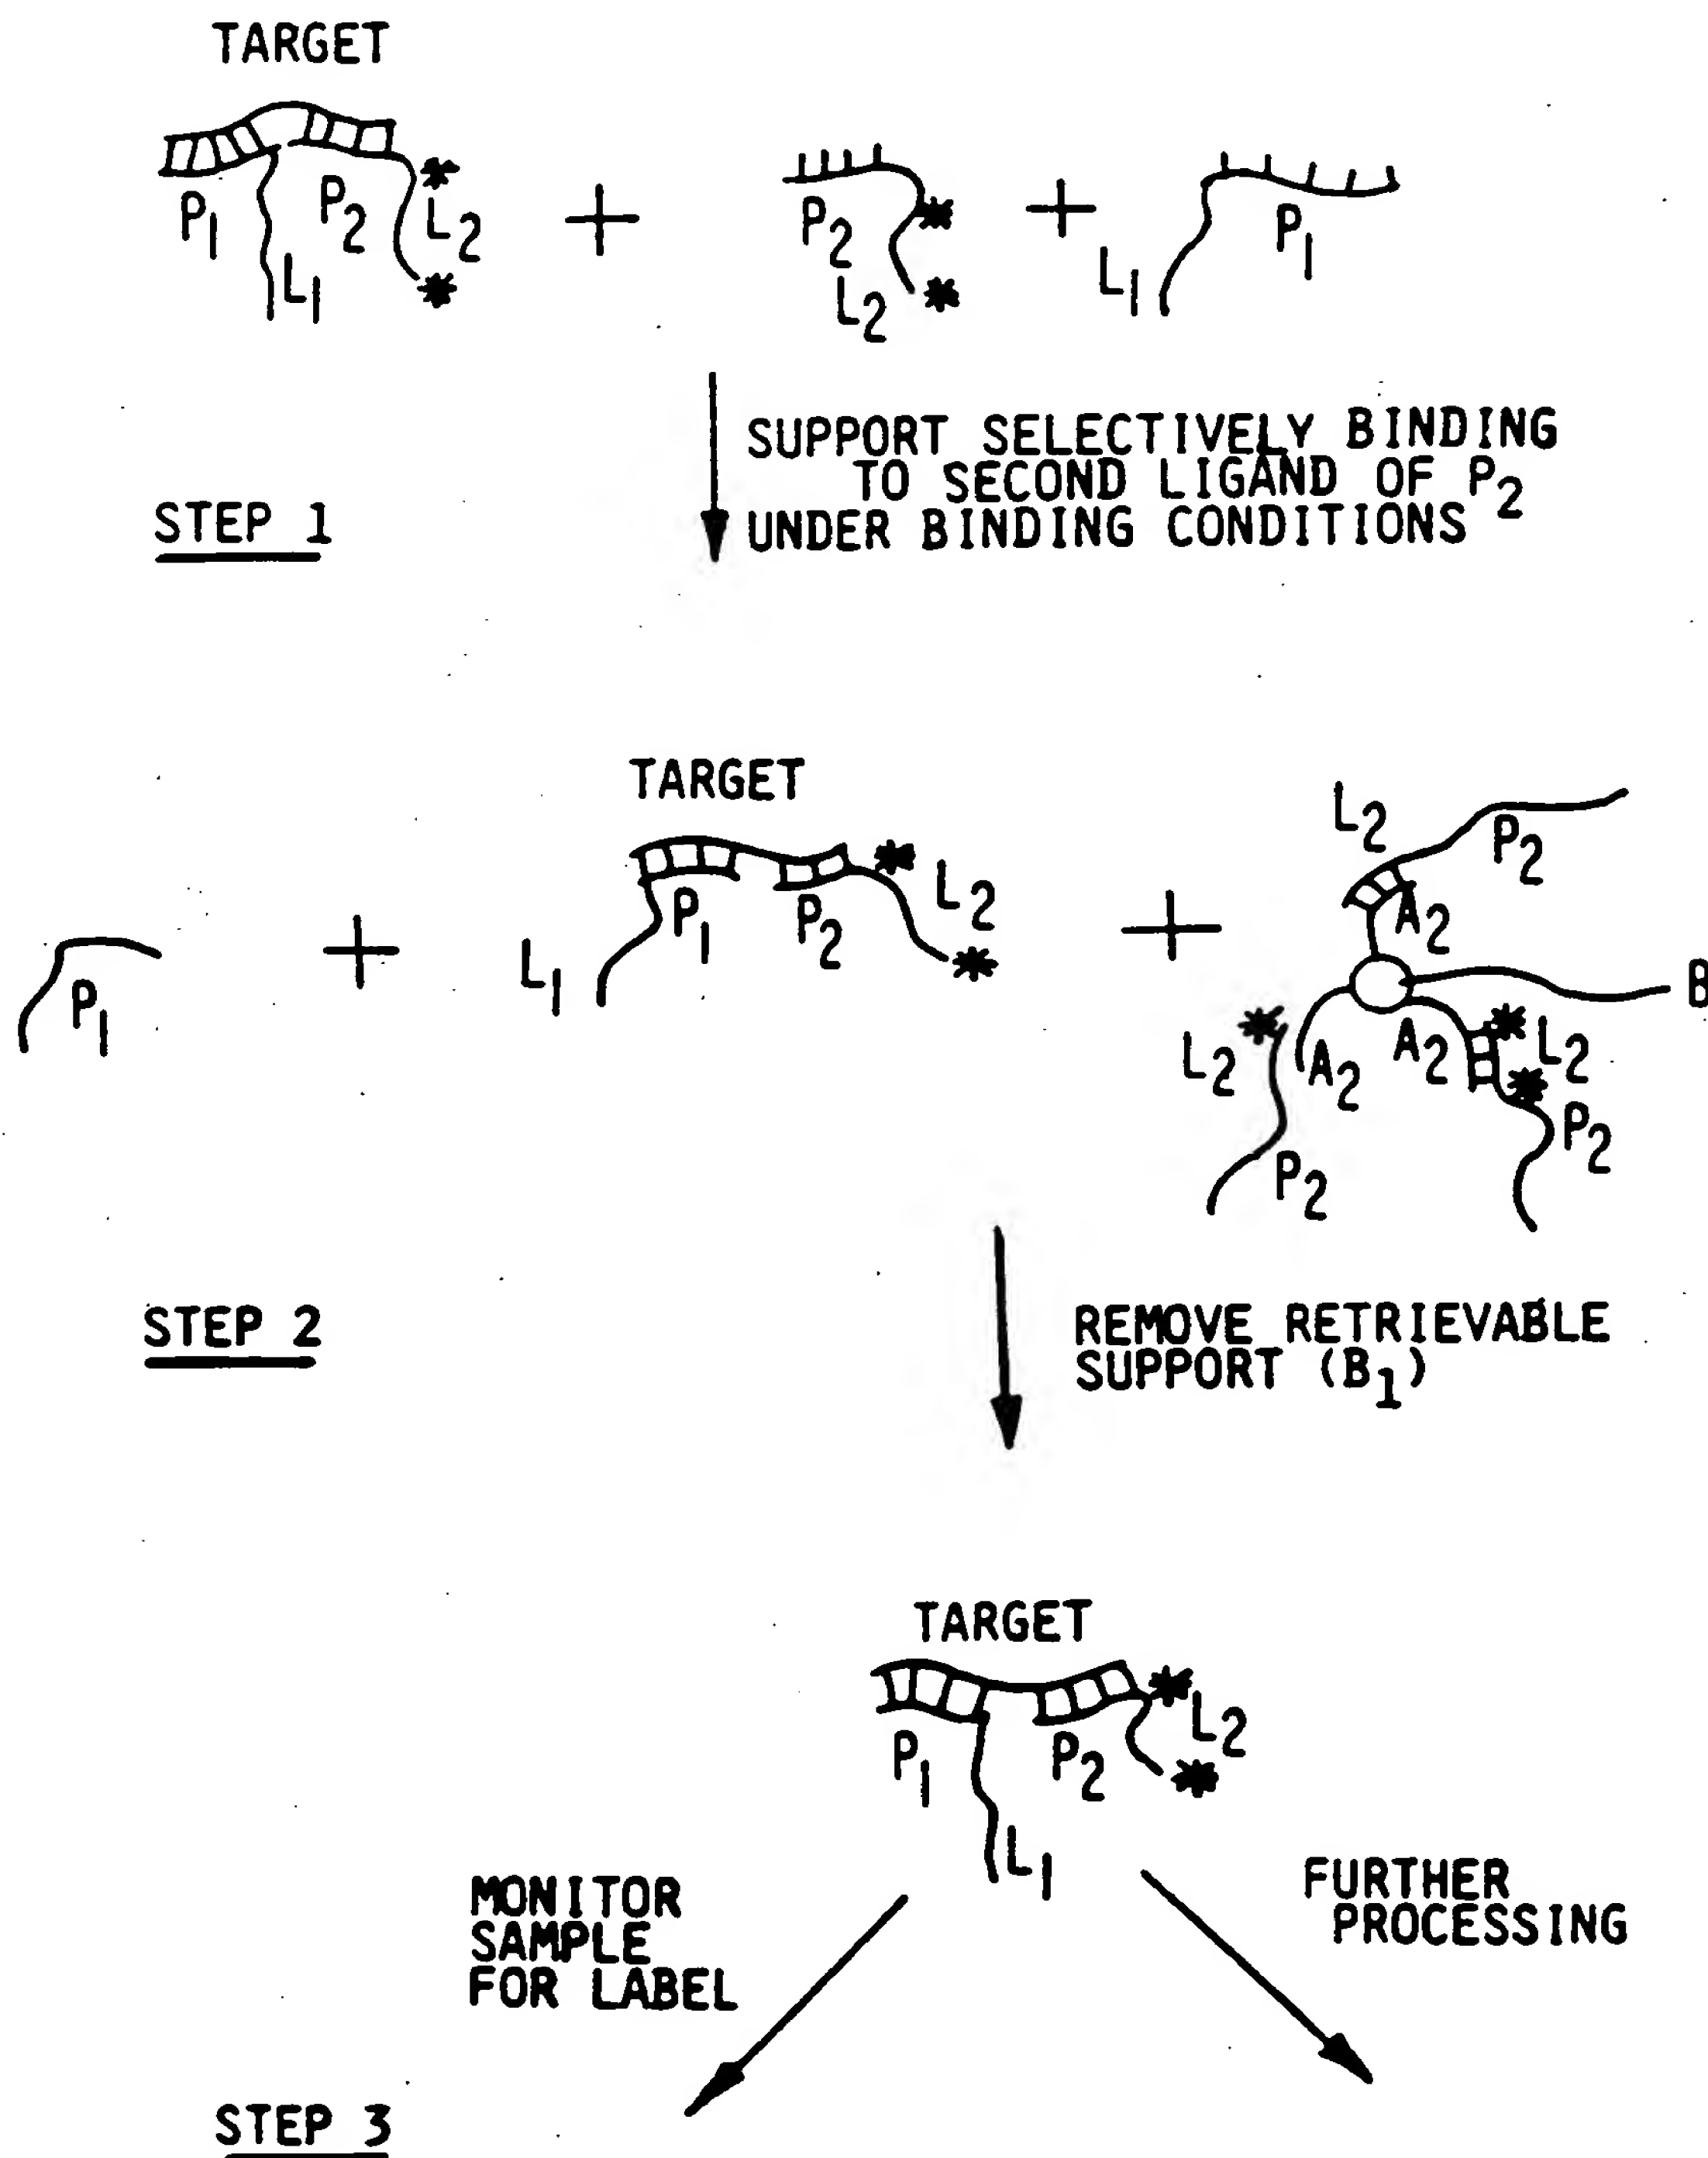 TARGET
P1 L1 P2 L2 + P2 L2 + L1 P1
SUPPORT SELECTIVELY BINDING
TO SECOND LIGAND OF P2
UNDER BINDING CONDITIONS
STEP 1
TARGET
P1 + L1 P1 P2 L2 + L2 P2
A2
B
L2 A2 A2 L2
P2 P2
STEP 2
REMOVE RETRIEVABLE
SUPPORT (B1)
TARGET
P1 P2 L2
L1
MONITOR
SAMPLE
FOR LABEL
FURTHER
PROCESSING
STEP 3